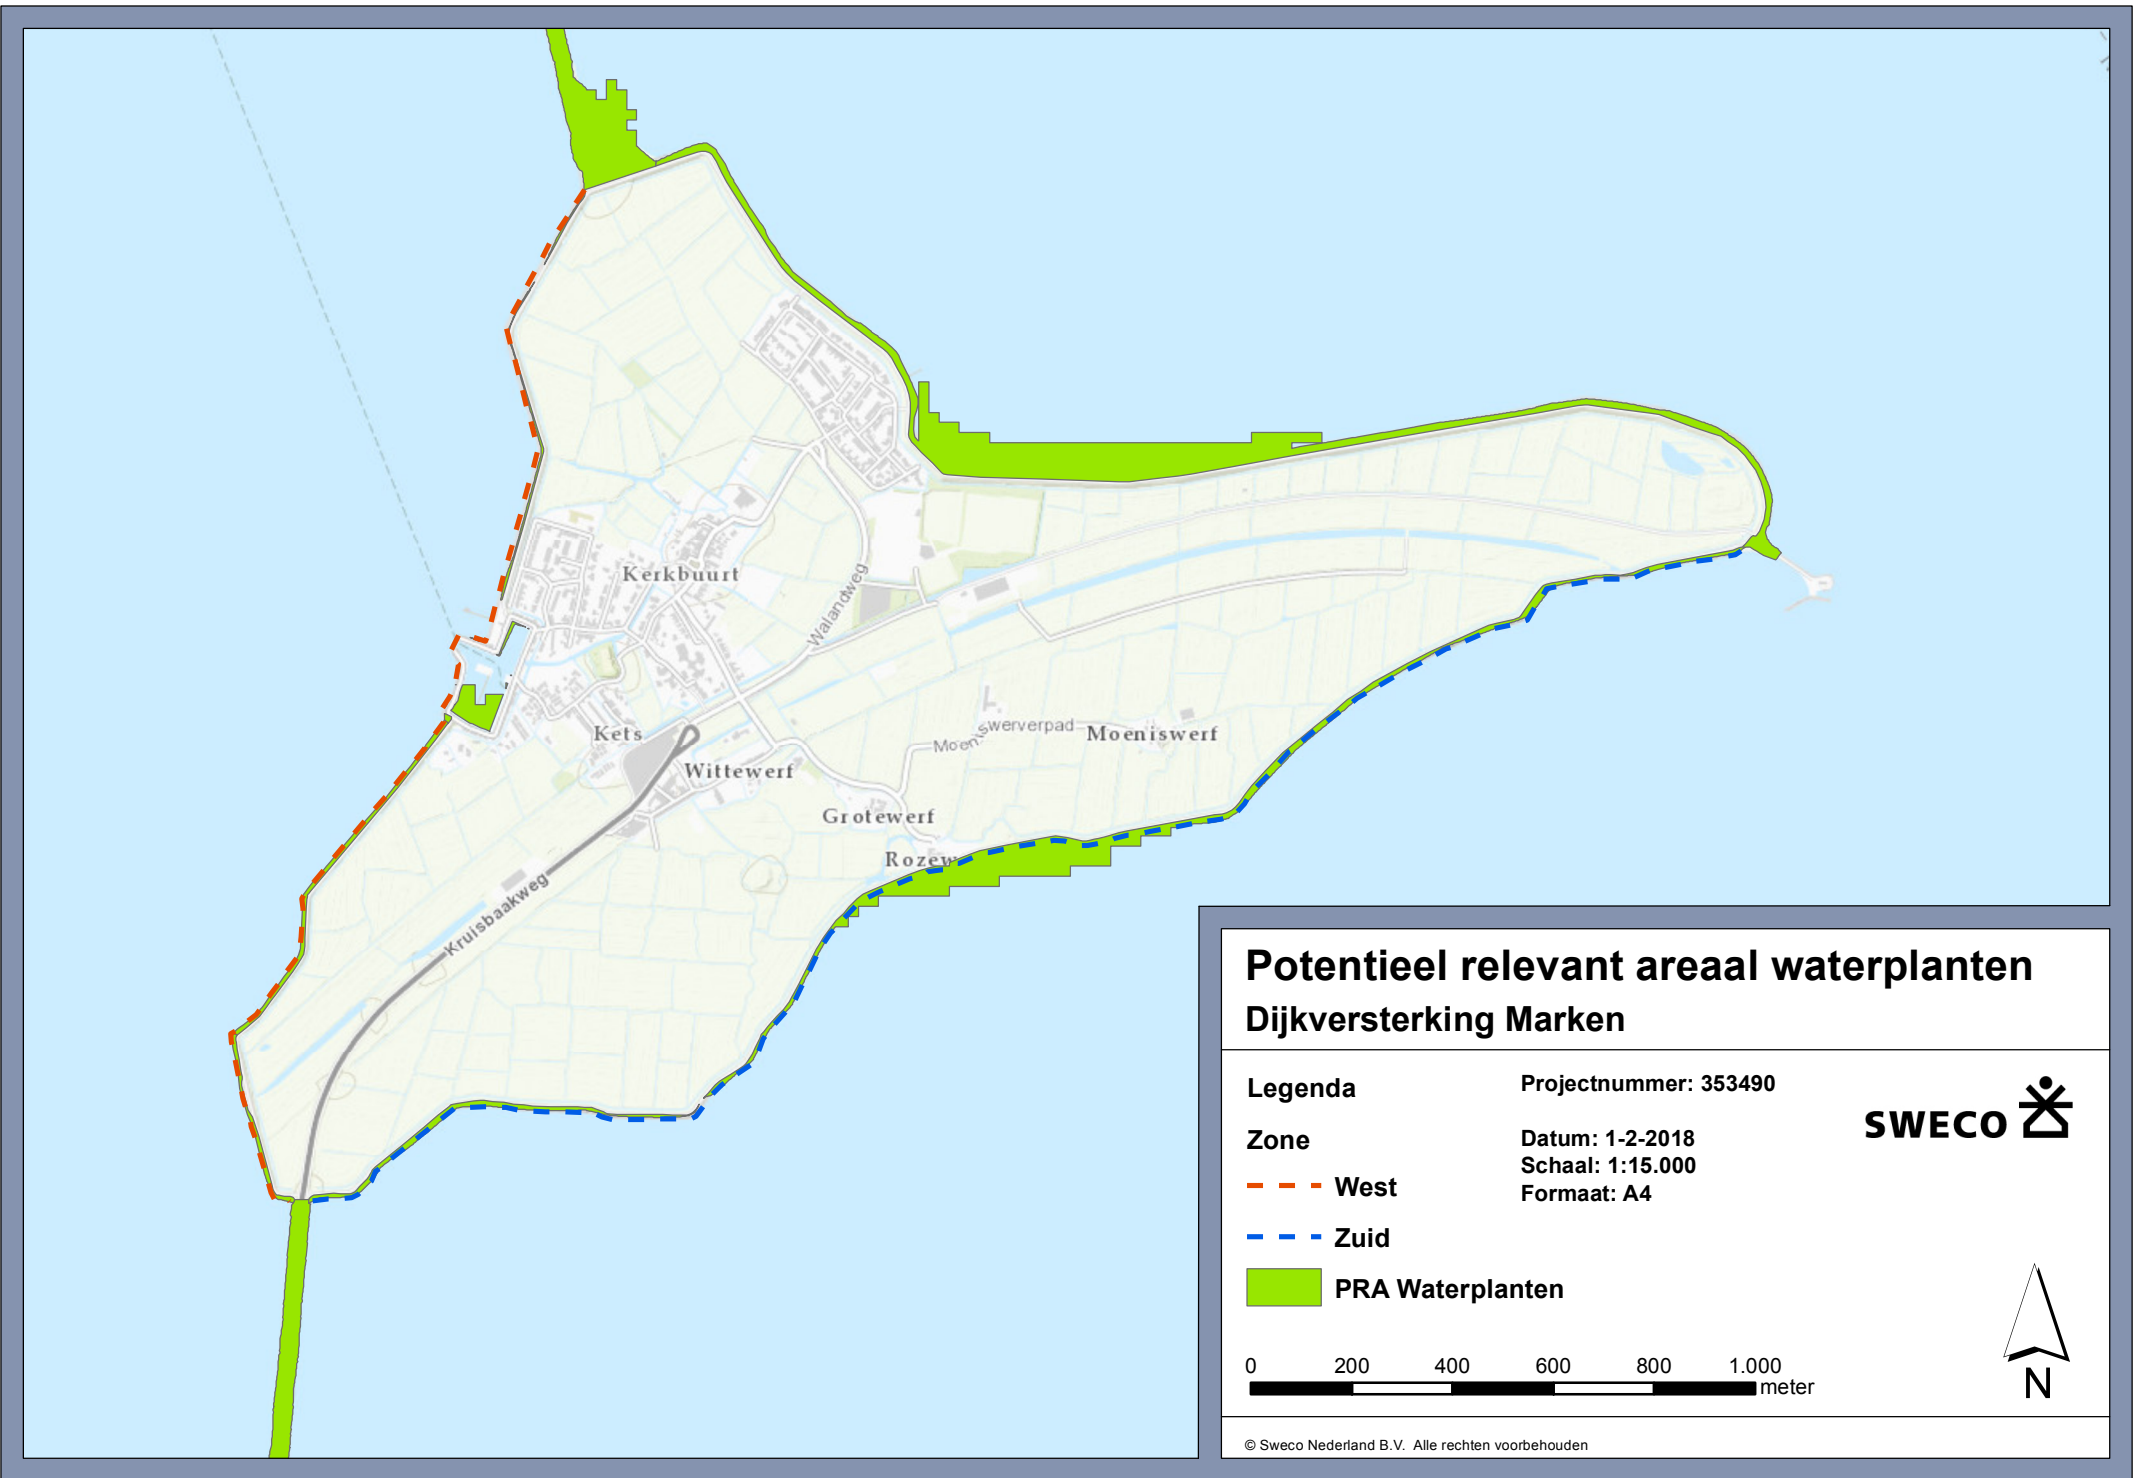 Kerkbuurt
Walandweg
Kets
Moeniswerverpad
Moeniswerf
Wittewerf
Grotewerf
Rozew
Kruisbaakweg
Potentieel relevant areaal waterplanten
Dijkversterking Marken
Legenda
Projectnummer: 353490
SWECO
Zone
Datum: 1-2-2018
Schaal: 1:15.000
Formaat: A4
West
Zuid
PRA Waterplanten
0 200 400 600 800 1.000
meter
N
© Sweco Nederland B.V. Alle rechten voorbehouden